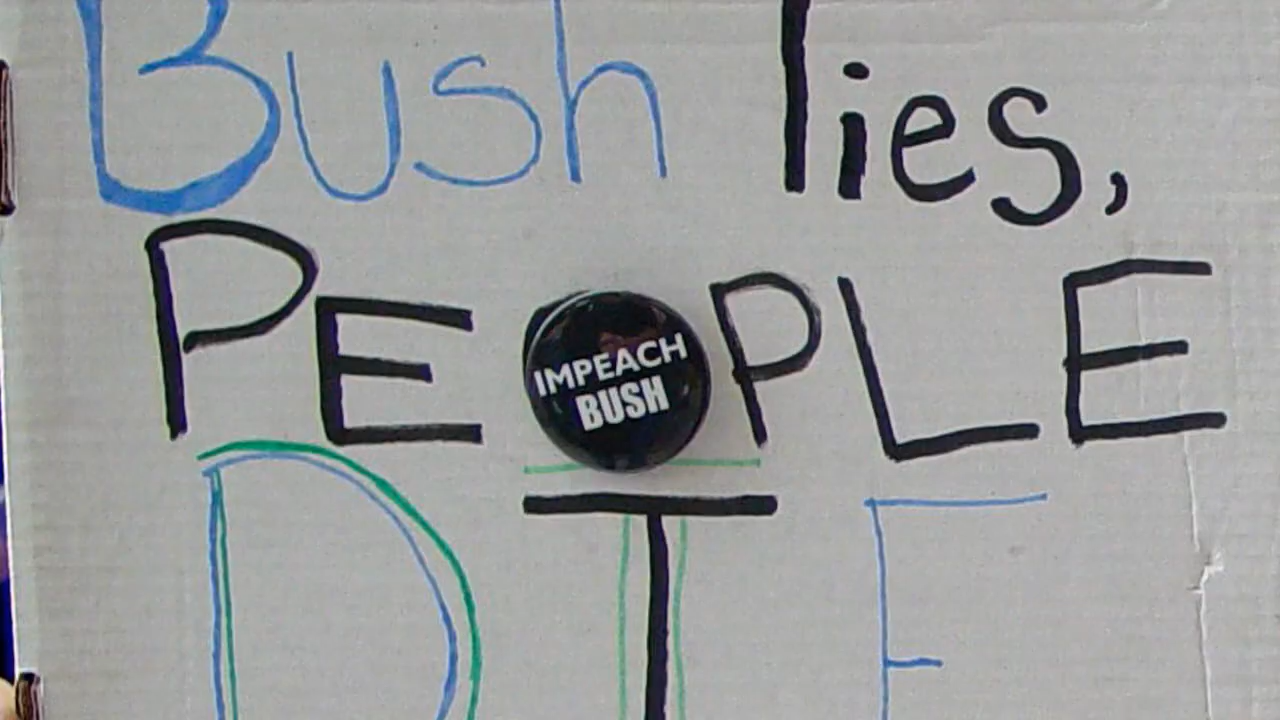 Bush lies,
PEOPLE
IMPEACH
BUSH
DIE